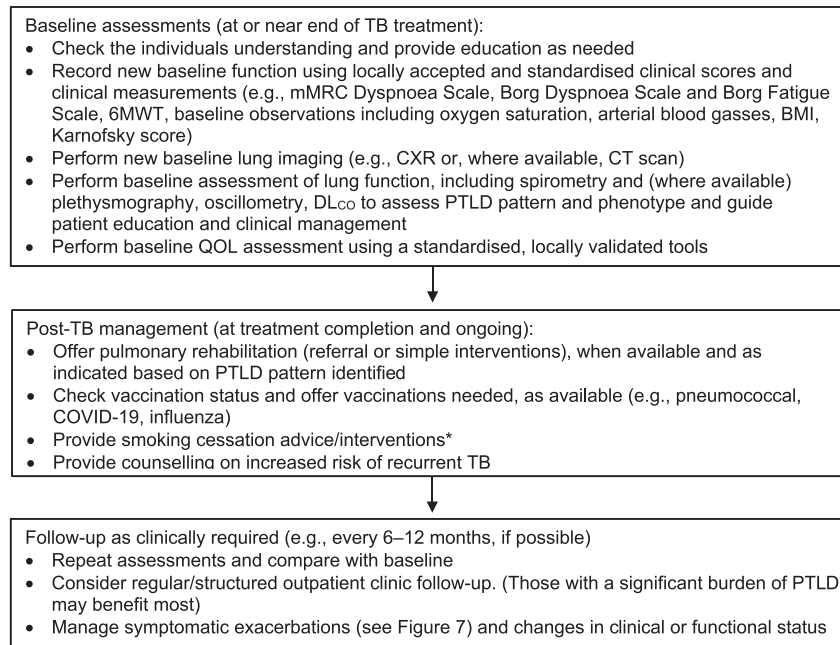 Baseline assessments (at or near end of TB treatment):
• Check the individuals understanding and provide education as needed
• Record new baseline function using locally accepted and standardised clinical scores and
clinical measurements (e.g., mMRC Dyspnoea Scale, Borg Dyspnoea Scale and Borg Fatigue
Scale, 6MWT, baseline observations including oxygen saturation, arterial blood gasses, BMI,
Karnofsky score)
• Perform new baseline lung imaging (e.g., CXR or, where available, CT scan)
• Perform baseline assessment of lung function, including spirometry and (where available)
plethysmography, oscillometry, DLCO to assess PTLD pattern and phenotype and guide
patient education and clinical management
• Perform baseline QOL assessment using a standardised, locally validated tools
Post-TB management (at treatment completion and ongoing):
• Offer pulmonary rehabilitation (referral or simple interventions), when available and as
indicated based on PTLD pattern identified
• Check vaccination status and offer vaccinations needed, as available (e.g., pneumococcal,
COVID-19, influenza)
• Provide smoking cessation advice/interventions*
• Provide counselling on increased risk of recurrent TB
Follow-up as clinically required (e.g., every 6–12 months, if possible)
• Repeat assessments and compare with baseline
• Consider regular/structured outpatient clinic follow-up. (Those with a significant burden of PTLD
may benefit most)
• Manage symptomatic exacerbations (see Figure 7) and changes in clinical or functional status